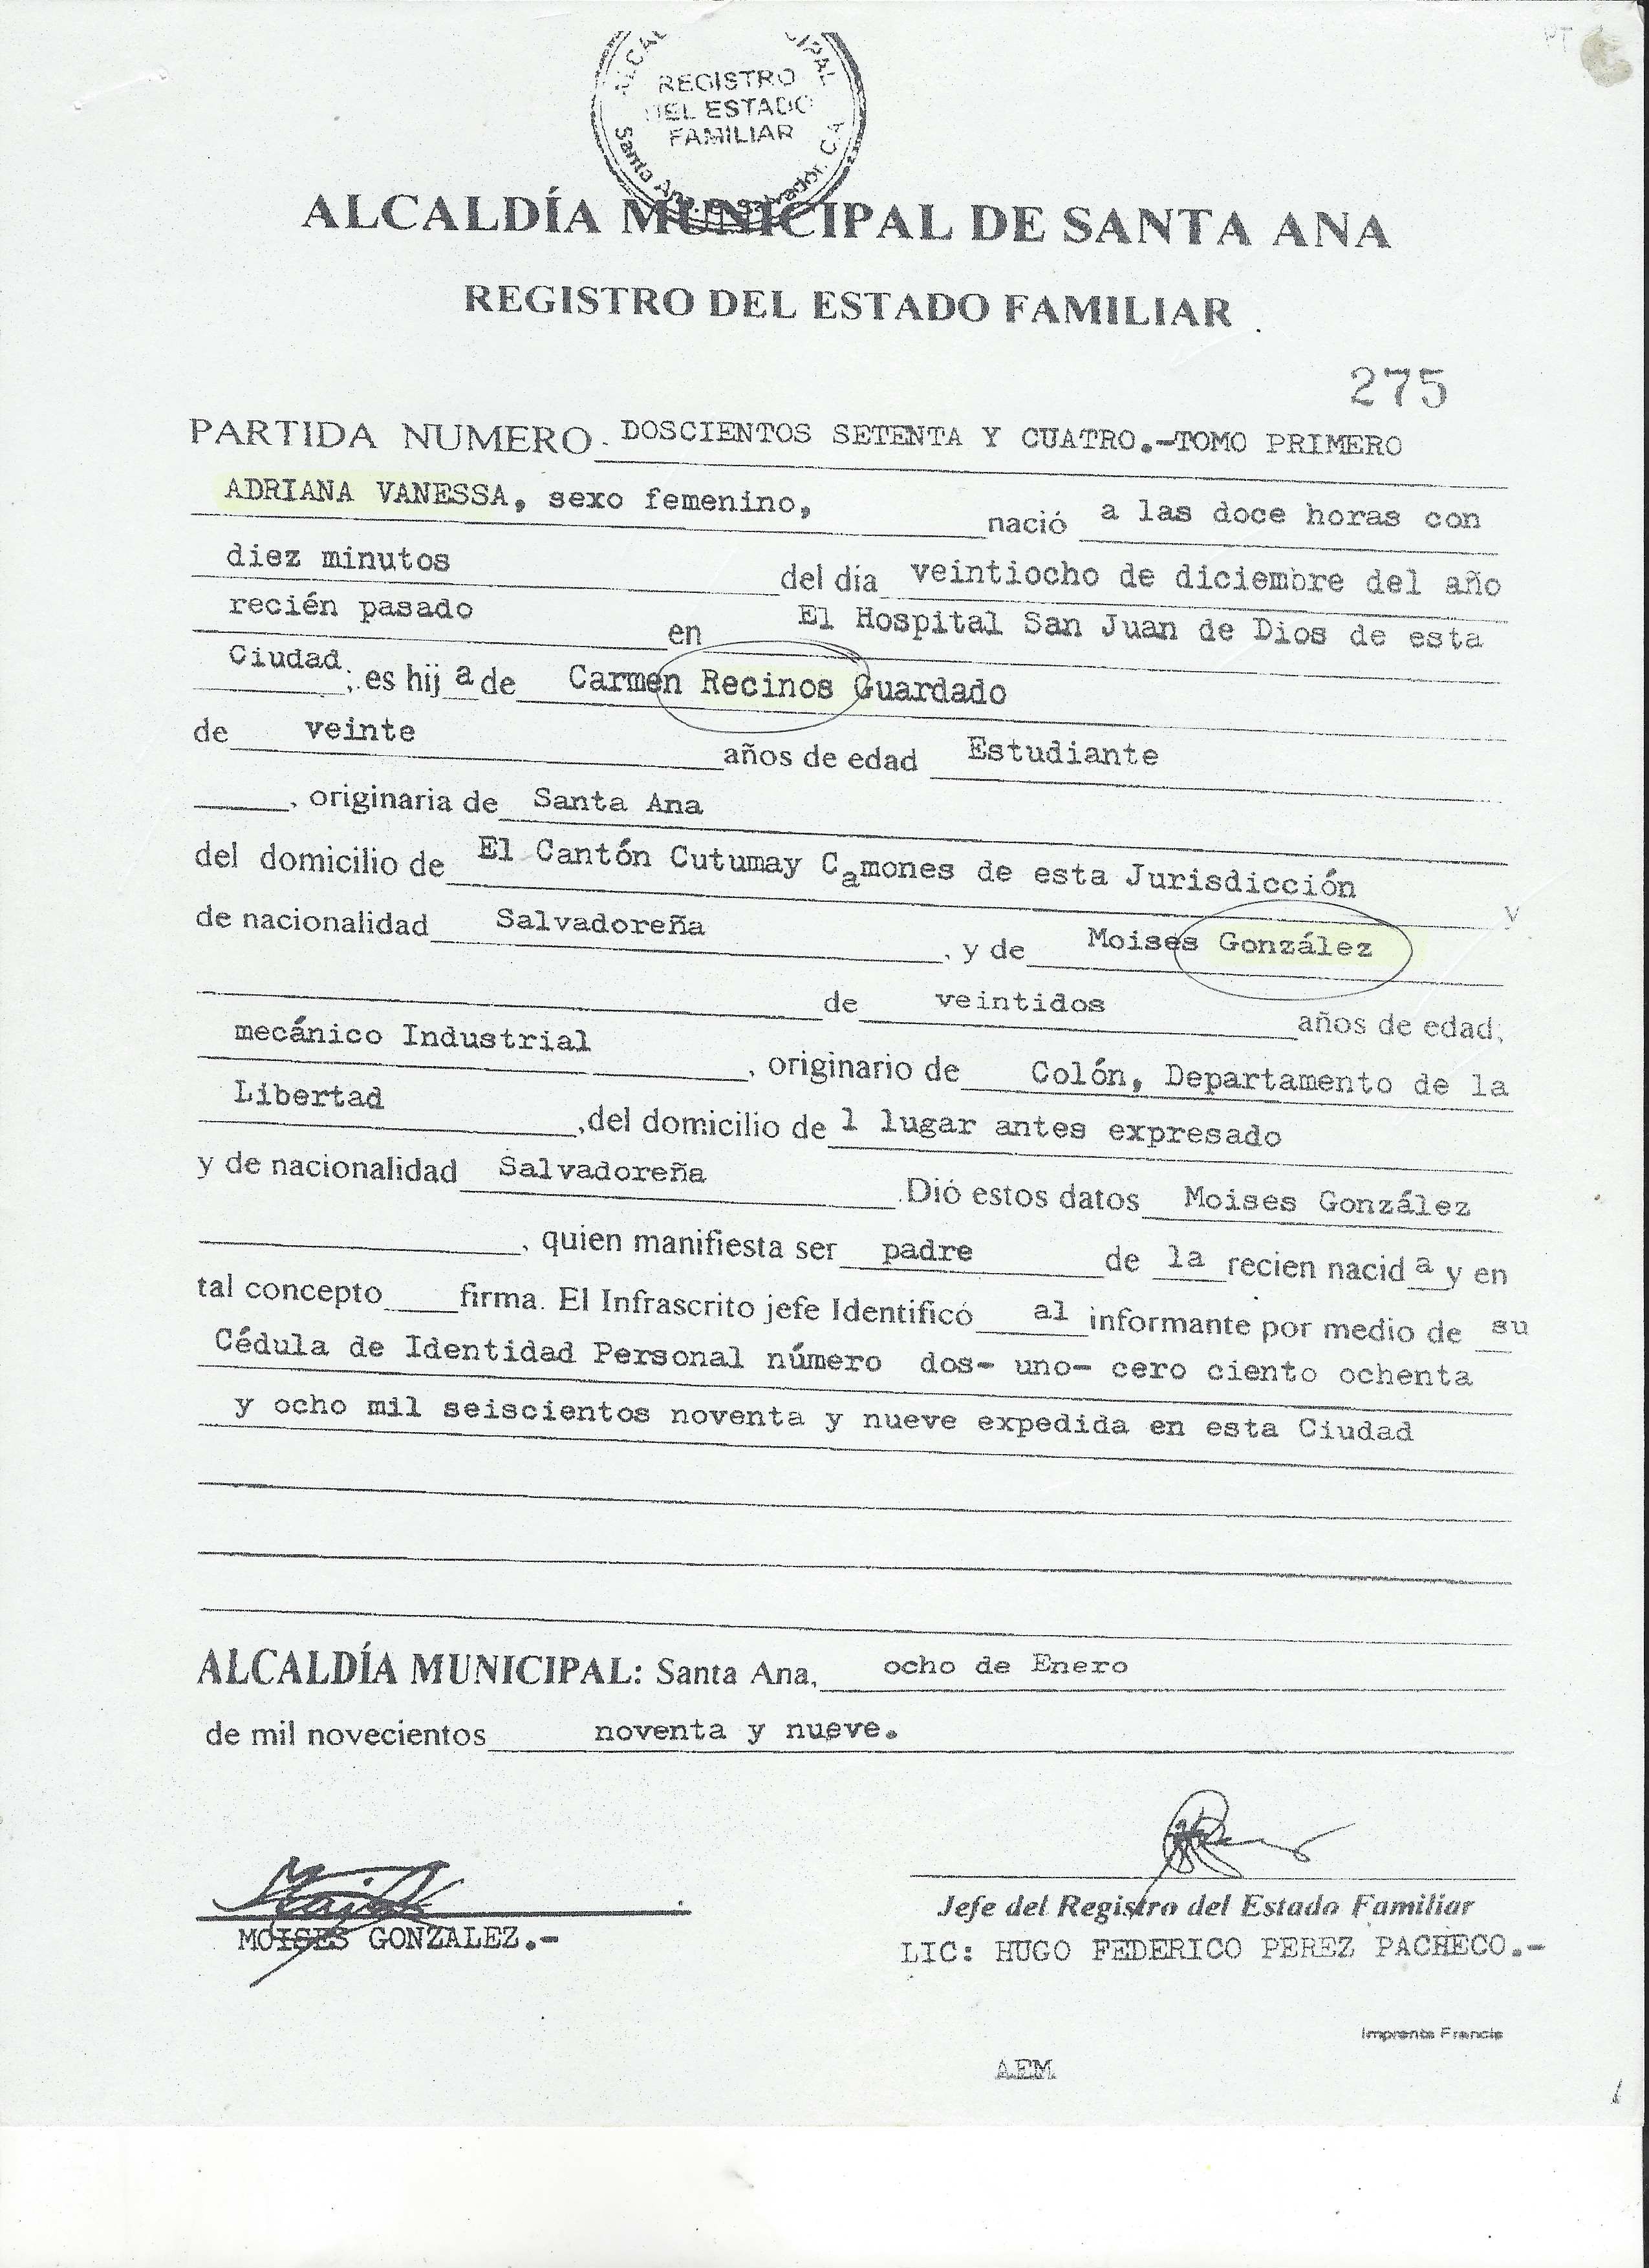 REGISTRO
DEL ESTADO
FAMILIAR
ALCALDÍA MUNICIPAL DE SANTA ANA
REGISTRO DEL ESTADO FAMILIAR
275
PARTIDA NUMERO. DOSCIENTOS SETENTA Y CUATRO.-TOMO PRIMERO
ADRIANA VANESSA, sexo femenino, nació a las doce horas con
diez minutos del día veintiocho de diciembre del año
recién pasado en El Hospital San Juan de Dios de esta
Ciudad; es hij a de Carmen Recinos Guardado
de veinte años de edad Estudiante
, originaria de Santa Ana
del domicilio de El Cantón Cutumay Camones de esta Jurisdicción y
de nacionalidad Salvadoreña, y de Moises González
de veintidos años de edad;
mecánico Industrial, originario de Colón, Departamento de la
Libertad, del domicilio de l lugar antes expresado
y de nacionalidad Salvadoreña. Dió estos datos Moises González
, quien manifiesta ser padre de la recien nacid a y en
tal concepto firma. El Infrascrito jefe Identificó al informante por medio de su
Cédula de Identidad Personal número dos- uno- cero ciento ochenta
y ocho mil seiscientos noventa y nueve expedida en esta Ciudad
ALCALDÍA MUNICIPAL: Santa Ana, ocho de Enero
de mil novecientos noventa y nueve.
Jefe del Registro del Estado Familiar
MOISES GONZALEZ.- LIC: HUGO FEDERICO PEREZ PACHECO.-
Imprenta Francis
AFM